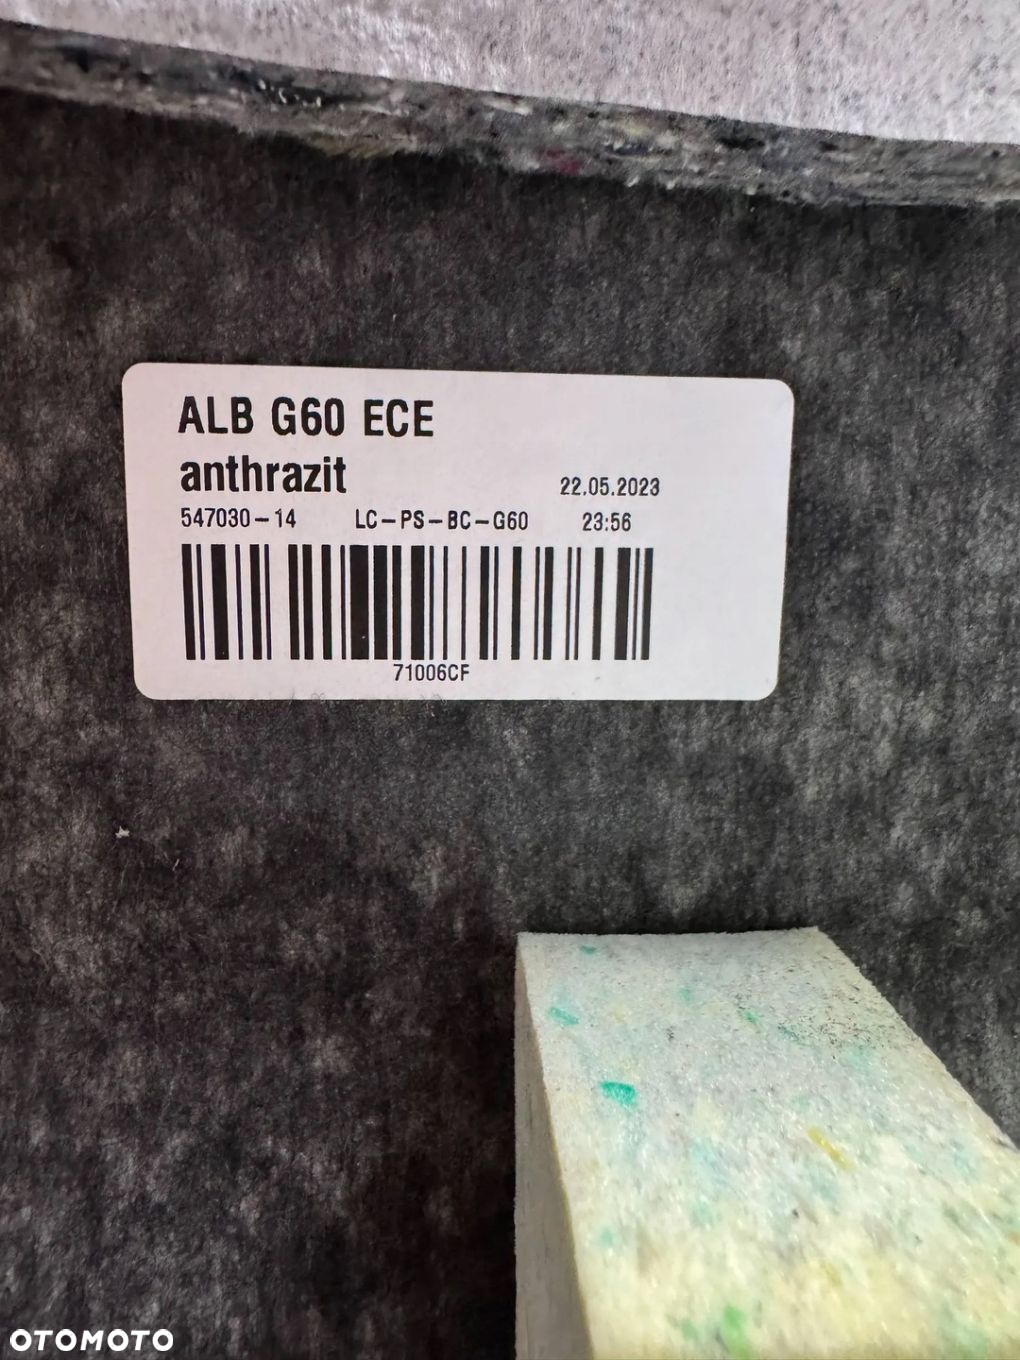 ALB G60 ECE
anthrazit
22.05.2023
547030-14 LC-PS-BC-G60 23:56
71006CF
OTOMOTO